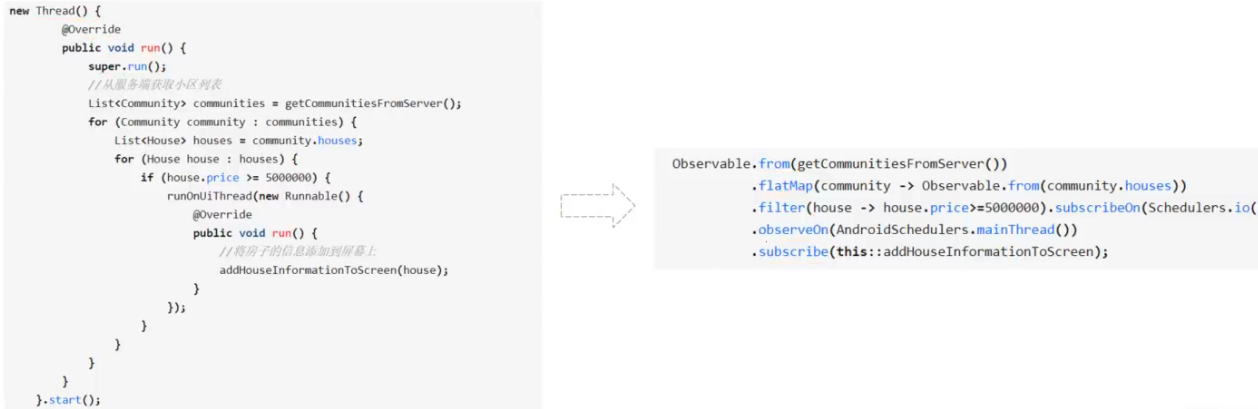 new Thread() {
@Override
public void run() {
super.run();
//从服务端获取小区列表
List<Community> communities = getCommunitiesFromServer();
for (Community community : communities) {
List<House> houses = community.houses;
for (House house : houses) {
if (house.price >= 5000000) {
runOnUiThread(new Runnable() {
@Override
public void run() {
//将房子的信息添加到屏幕上
addHouseInformationToScreen(house);
}
});
}
}
}
}
}.start();
Observable.from(getCommunitiesFromServer())
.flatMap(community -> Observable.from(community.houses))
.filter(house -> house.price>=5000000).subscribeOn(Schedulers.io(
.observeOn(AndroidSchedulers.mainThread())
.subscribe(this::addHouseInformationToScreen);